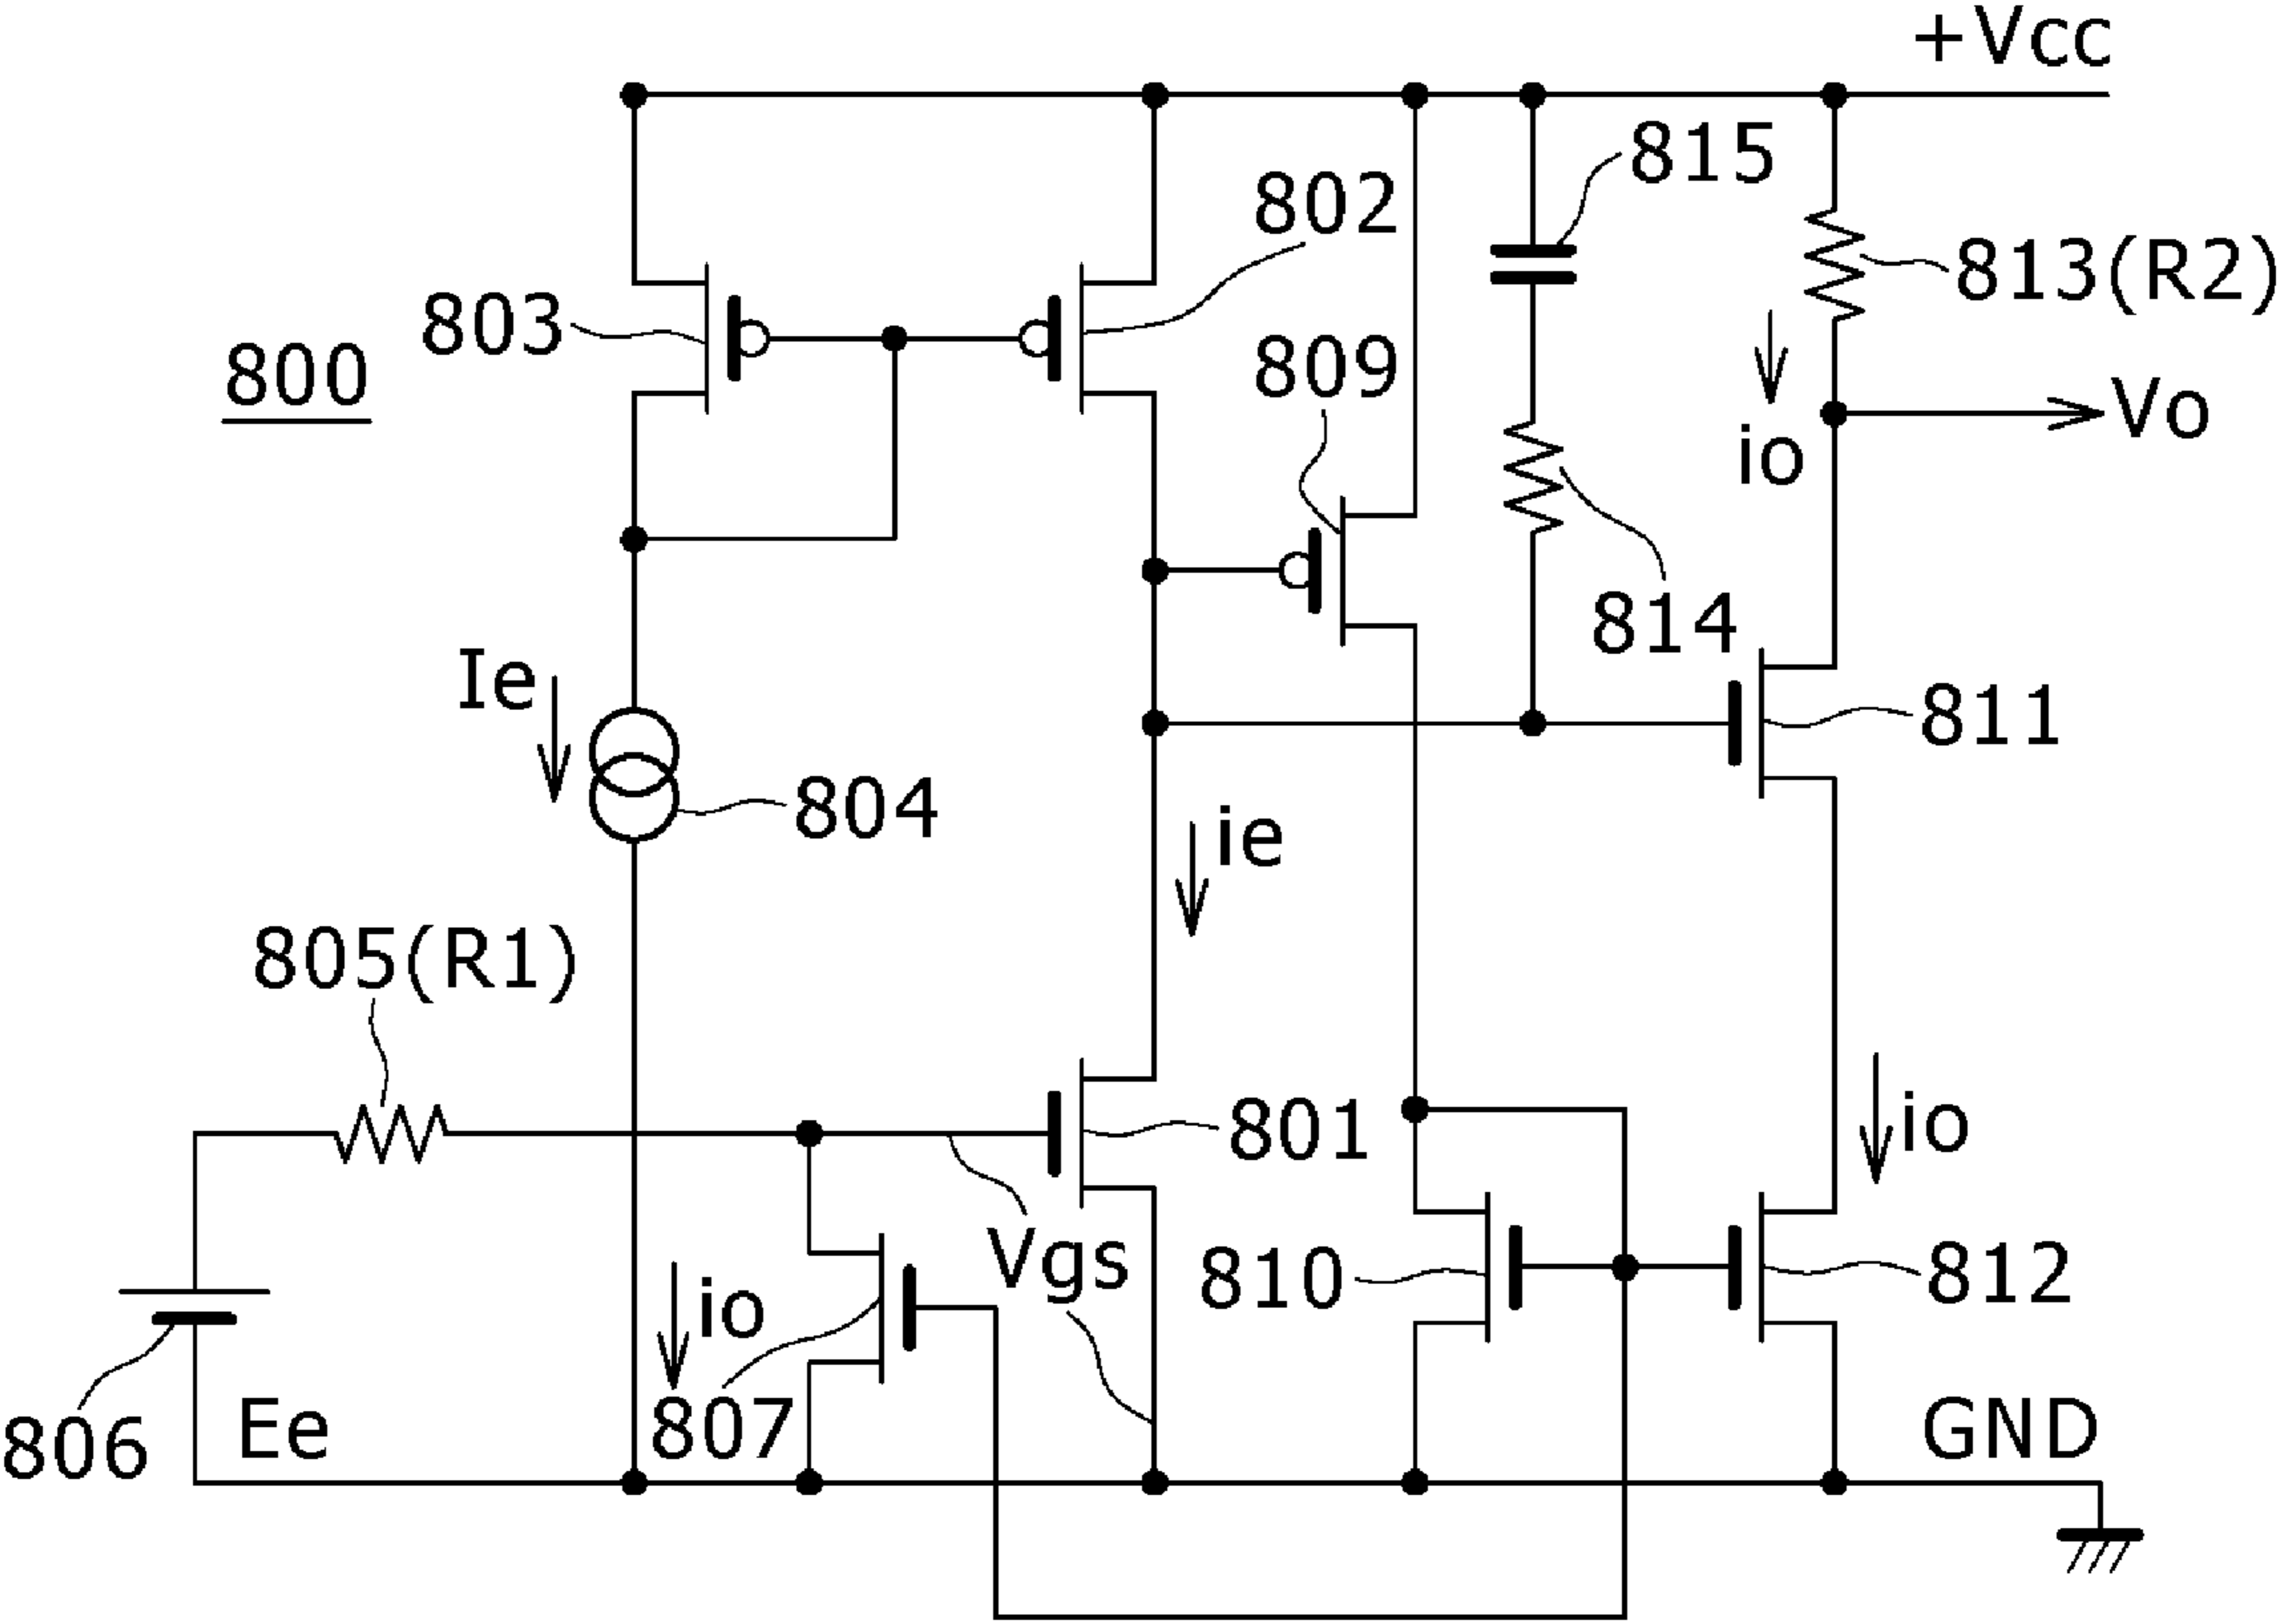 +Vcc
815
802
813(R2)
803
809
800
Vo
io
814
Ie
811
804
ie
805(R1)
801
io
Vgs
810
812
io
807
Ee
806
GND